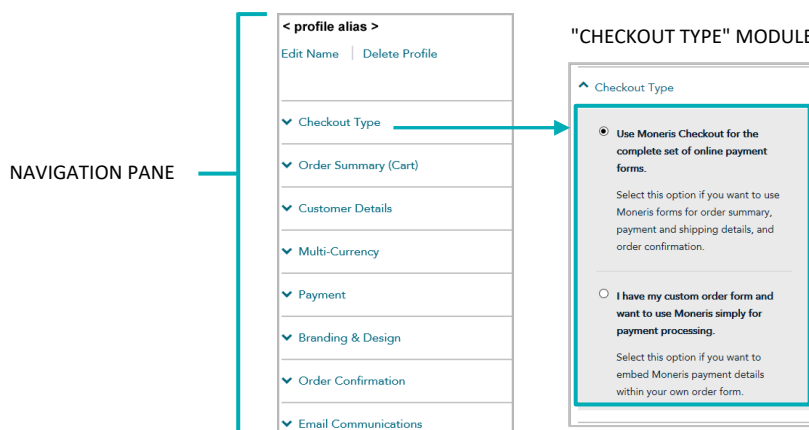 < profile alias >
Edit Name | Delete Profile
Checkout Type
Order Summary (Cart)
NAVIGATION PANE
Customer Details
Multi-Currency
Payment
Branding & Design
Order Confirmation
Email Communications
"CHECKOUT TYPE" MODULE
Checkout Type
Use Moneris Checkout for the
complete set of online payment
forms.
Select this option if you want to use
Moneris forms for order summary,
payment and shipping details, and
order confirmation.
I have my custom order form and
want to use Moneris simply for
payment processing.
Select this option if you want to
embed Moneris payment details
within your own order form.